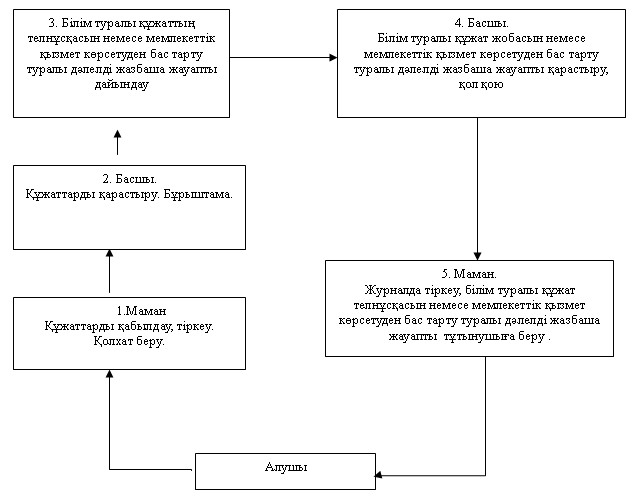 3. Білім туралы құжаттың
телнұсқасын немесе мемлекеттік
қызмет көрсетуден бас тарту
туралы дәлелді жазбаша жауапты
дайындау
4. Басшы.
Білім туралы құжат жобасын немесе
мемлекеттік қызмет көрсетуден бас тарту
туралы дәлелді жазбаша жауапты қарастыру,
қол қою
2. Басшы.
Құжаттарды қарастыру. Бұрыштама.
1.Маман
Құжаттарды қабылдау, тіркеу.
Қолхат беру.
5. Маман.
Журналда тіркеу, білім туралы құжат
телнұсқасын немесе мемлекеттік қызмет
көрсетуден бас тарту туралы дәлелді жазбаша
жауапты тұтынушыға беру .
Алушы